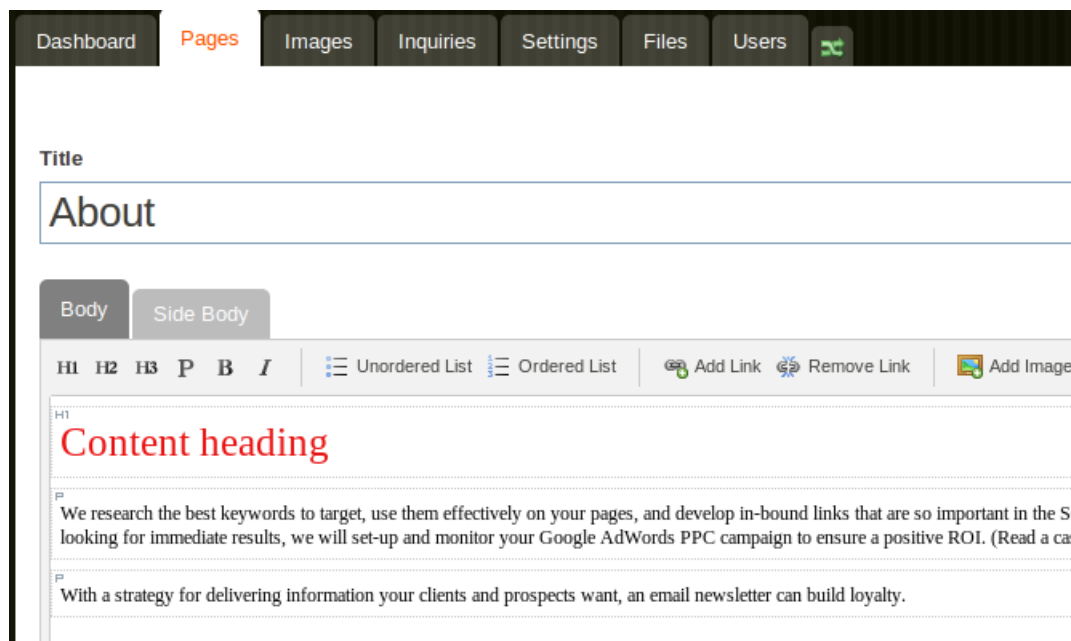 Dashboard Pages Images Inquiries Settings Files Users
Title
About
Body Side Body
H1 H2 H3 P B I Unordered List Ordered List Add Link Remove Link Add Image
H1
Content heading
P
We research the best keywords to target, use them effectively on your pages, and develop in-bound links that are so important in the S
looking for immediate results, we will set-up and monitor your Google AdWords PPC campaign to ensure a positive ROI. (Read a cas
P
With a strategy for delivering information your clients and prospects want, an email newsletter can build loyalty.